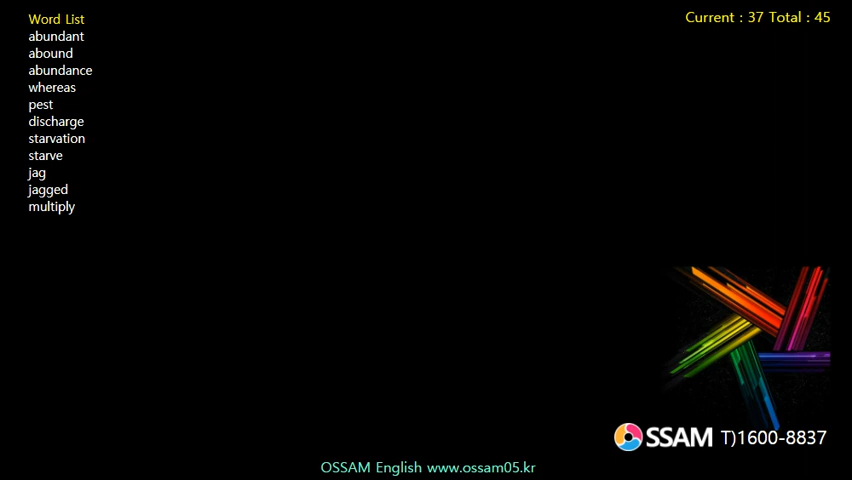 Word List
Current : 37 Total : 45
abundant
abound
abundance
whereas
pest
discharge
starvation
starve
jag
jagged
multiply
OSSAM T)1600-8837
OSSAM English www.ossam05.kr